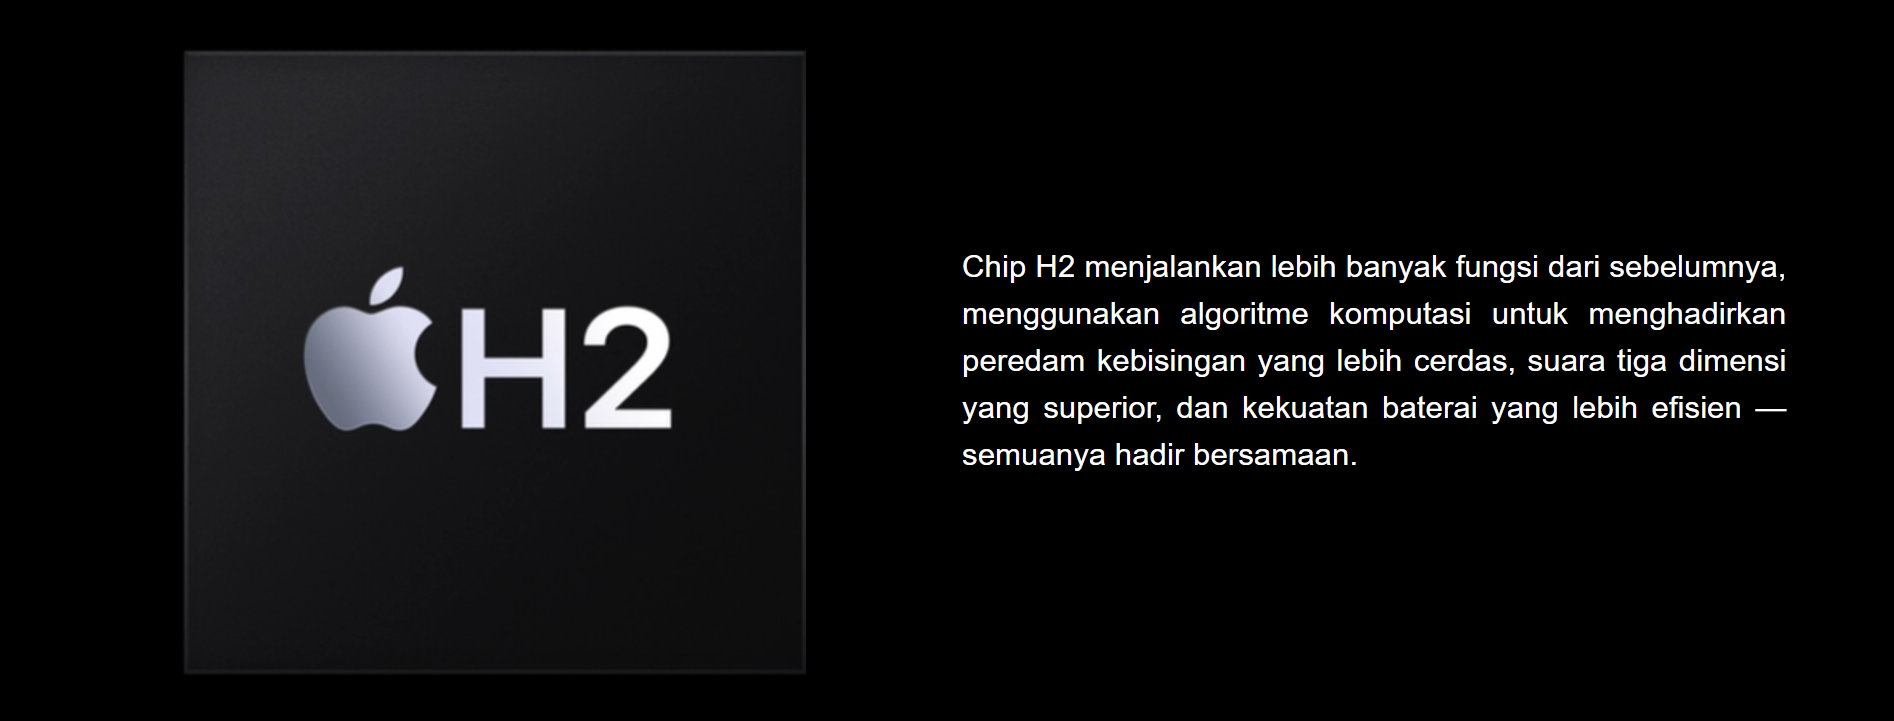 H2
Chip H2 menjalankan lebih banyak fungsi dari sebelumnya,
menggunakan algoritme komputasi untuk menghadirkan
peredam kebisingan yang lebih cerdas, suara tiga dimensi
yang superior, dan kekuatan baterai yang lebih efisien —
semuanya hadir bersamaan.